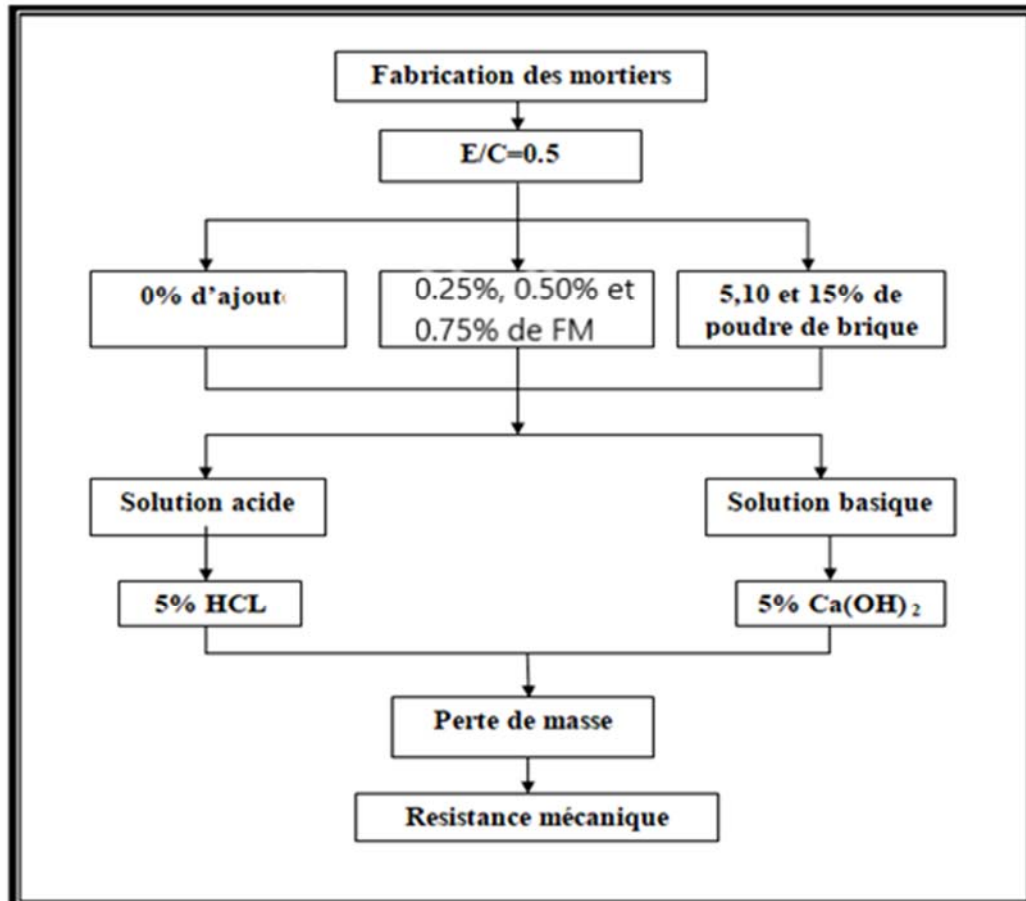 Fabrication des mortiers
E/C=0.5
0% d'ajout
0.25%, 0.50% et
0.75% de FM
5,10 et 15% de
poudre de brique
Solution acide
Solution basique
5% HCL
5% Ca(OH) ₂
Perte de masse
Resistance mécanique